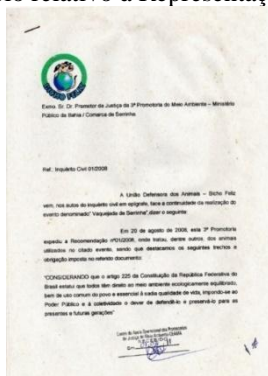 io relativo à Representaç
BICHO FELIZ
Exmo. Sr. Dr. Promotor de Justiça da 3ª Promotoria do Meio Ambiente – Ministério
Público da Bahia / Comarca de Serrinha
Ref.: Inquérito Civil 01/2008
A União Defensora dos Animais – Bicho Feliz
vem, nos autos do inquérito civil em epígrafe, face a continuidade da realização do
evento denominado" Vaquejada de Serrinha", dizer o seguinte:
Em 20 de agosto de 2008, esta 3ª Promotoria
expediu a Recomendação nº01/2008, onde tratou, dentre outros, dos animais
utilizados no citado evento, sendo que destacamos os seguintes trechos e
obrigação imposta no referido documento:
"CONSIDERANDO que o artigo 225 da Constituição da República Federativa do
Brasil estatui que todos têm direito ao meio ambiente ecologicamente equilibrado,
bem de uso comum do povo e essencial à sadia qualidade de vida, impondo-se ao
Poder Público e à coletividade o dever de defendê-lo e preservá-lo para as
presentes e futuras gerações"